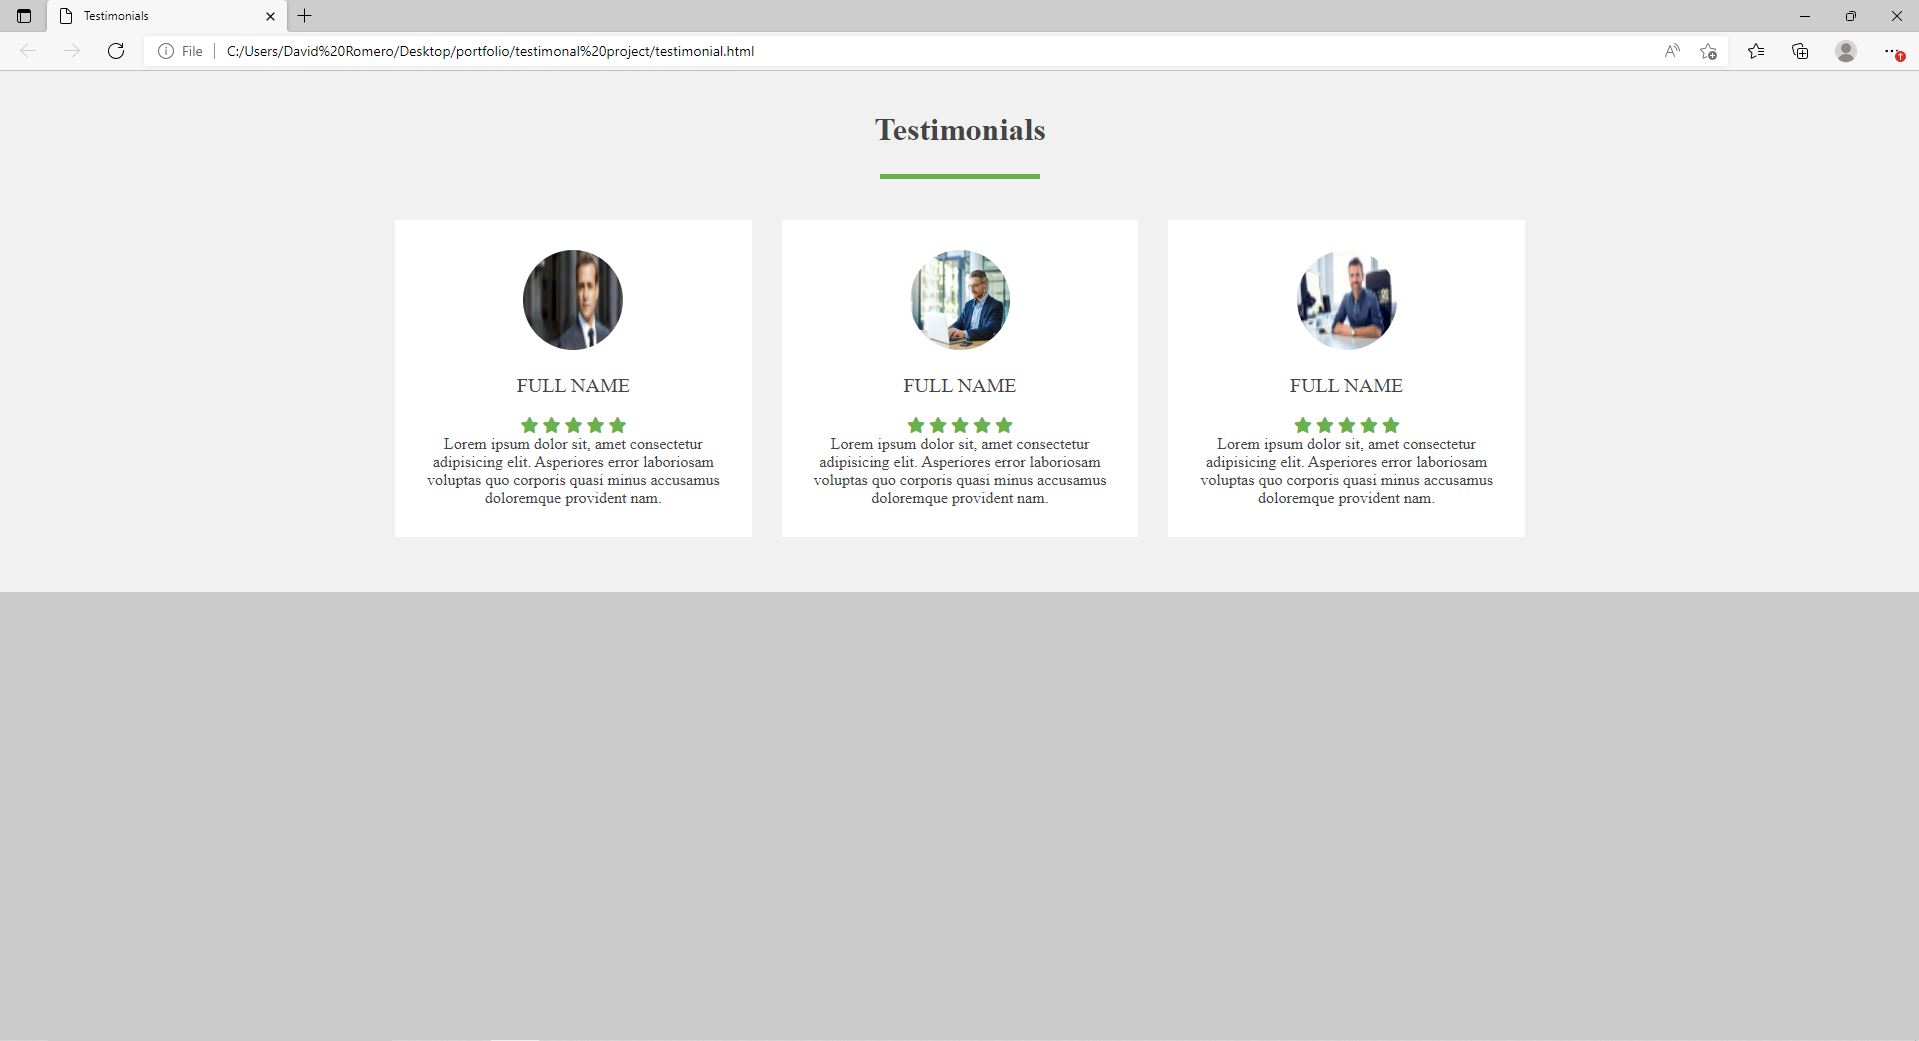 Testimonials
File
C:/Users/David%20Romero/Desktop/portfolio/testimonal%20project/testimonial.html
Testimonials
FULL NAME
Lorem ipsum dolor sit, amet consectetur
adipisicing elit. Asperiores error laboriosam
voluptas quo corporis quasi minus accusamus
doloremque provident nam.
FULL NAME
Lorem ipsum dolor sit, amet consectetur
adipisicing elit. Asperiores error laboriosam
voluptas quo corporis quasi minus accusamus
doloremque provident nam.
FULL NAME
Lorem ipsum dolor sit, amet consectetur
adipisicing elit. Asperiores error laboriosam
voluptas quo corporis quasi minus accusamus
doloremque provident nam.